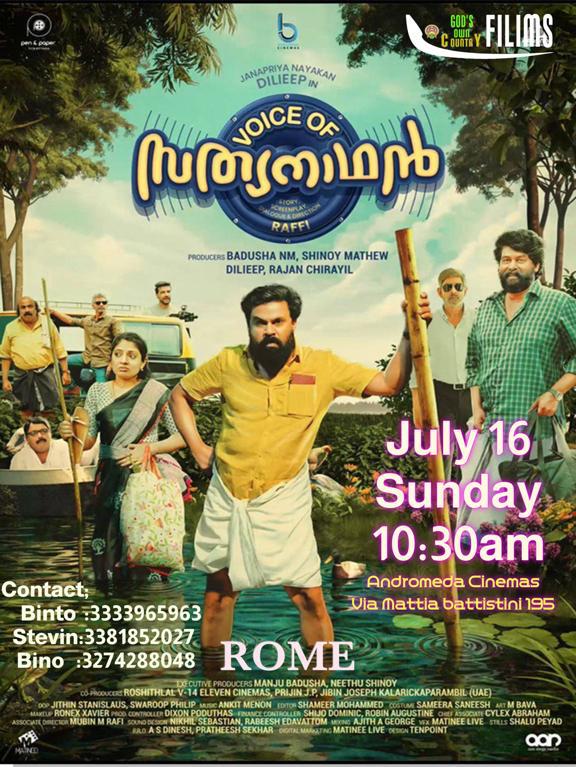 pen & paper
b
CINEMAS
GOD'S
OWN
COUNTRY FILIMS
JANAPRIYA NAYAKAN
DILIEEP IN
VOICE OF
സത്യനാഥൻ
STORY
SCREENPLAY
DIALOGUE & DIRECTION
RAFFI
PRODUCERS BADUSHA NM, SHINOY MATHEW
DILIEEP, RAJAN CHIRAYIL
July 16
Sunday
10:30am
Andromeda Cinemas
Via Mattia battistini 195
Contact;
Binto :3333965963
Stevin:3381852027
Bino :3274288048
ROME
EXECUTIVE PRODUCERS MANJU BADUSHA, NEETHU SHINOY
CO-PRODUCERS ROSHITHLAL V-14 ELEVEN CINEMAS, PRIJIN J.P, JIBIN JOSEPH KALARICKAPARAMBIL (UAE)
DOP JITHIN STANISLAUS, SWAROOP PHILIP MUSIC ANKIT MENON EDITOR SHAMEER MOHAMMED COSTUME SAMEERA SANEESH ART M BAVA
MAKEUP RONEX XAVIER PROD. CONTROLLER DIXON PODUTHAS FINANCE CONTROLLER SHIJO DOMINIC, ROBIN AUGUSTINE CHIEF ASSOCIATE CYLEX ABRAHAM
ASSOCIATE DIRECTOR MUBIN M RAFI SOUND DESIGN NIKHIL SEBASTIAN, RABEESH EDAVATTOM MIXING AJITH A GEORGE VFX MATINEE LIVE STILLS SHALU PEYAD
P.R.O A S DINESH, PRATHEESH SEKHAR DIGITAL MARKETING MATINEE LIVE DESIGN TENPOINT
MATINEE